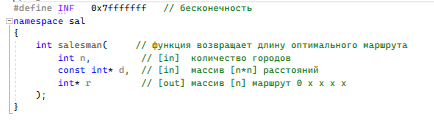 #define INF   0x7fffffff   // бесконечность
namespace sal
{
    int salesman(    // функция возвращает длину оптимального маршрута
        int n,        // [in]  количество городов
        const int* d,  // [in]  массив [n*n] расстояний
        int* r        // [out] массив [n] маршрут 0 x x x x
    );
}